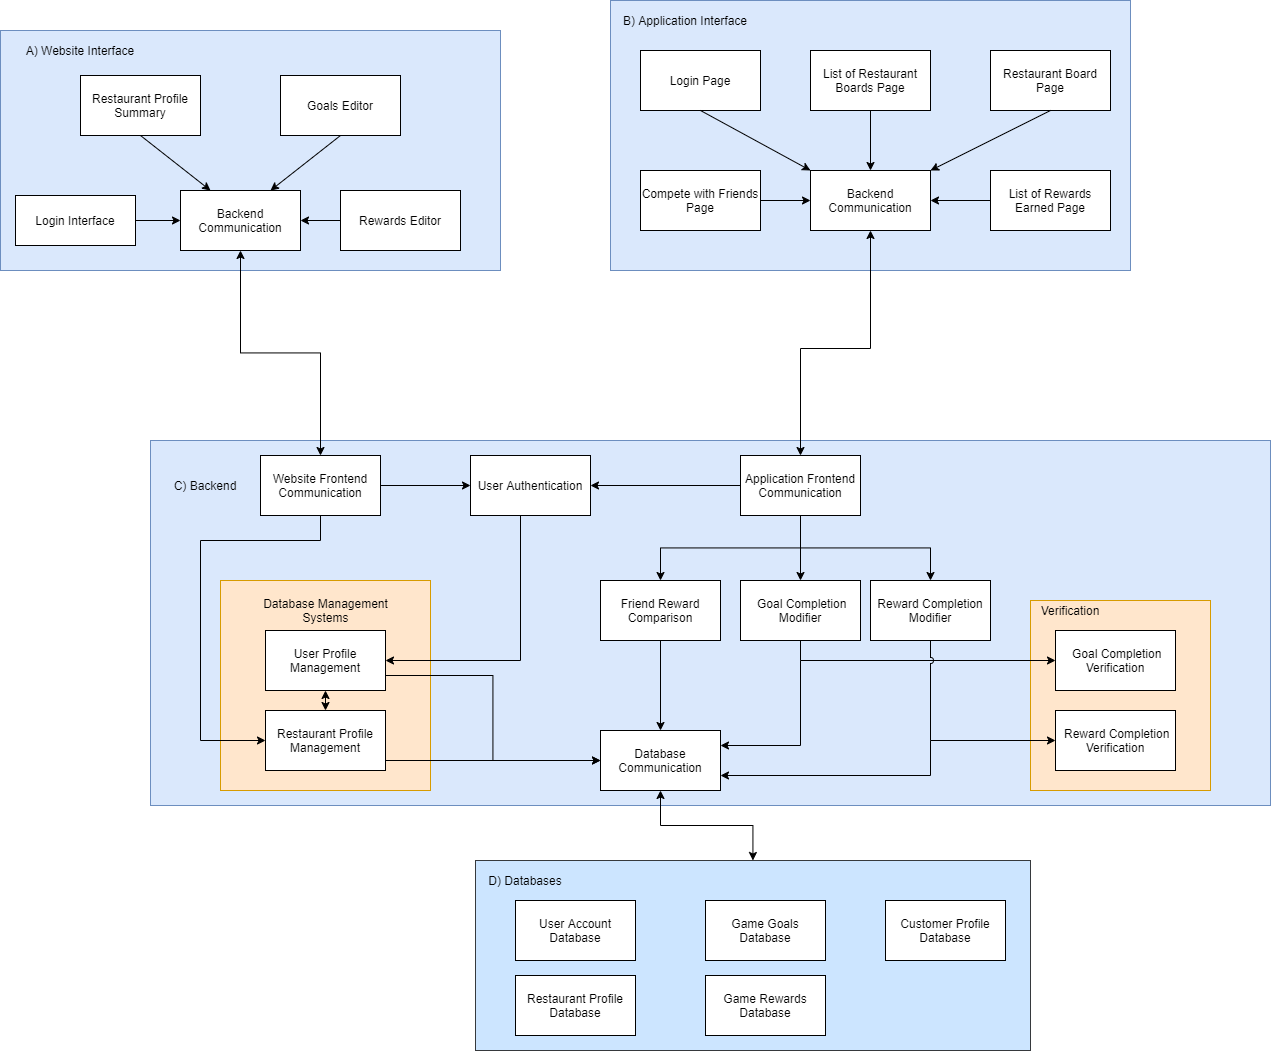 A) Website Interface
Restaurant Profile
Summary
Goals Editor
Login Interface
Backend
Communication
Rewards Editor
B) Application Interface
Login Page
List of Restaurant
Boards Page
Restaurant Board
Page
Compete with Friends
Page
Backend
Communication
List of Rewards
Earned Page
C) Backend
Website Frontend
Communication
User Authentication
Application Frontend
Communication
Database Management
Systems
User Profile
Management
Restaurant Profile
Management
Friend Reward
Comparison
Goal Completion
Modifier
Reward Completion
Modifier
Verification
Goal Completion
Verification
Reward Completion
Verification
Database
Communication
D) Databases
User Account
Database
Game Goals
Database
Customer Profile
Database
Restaurant Profile
Database
Game Rewards
Database